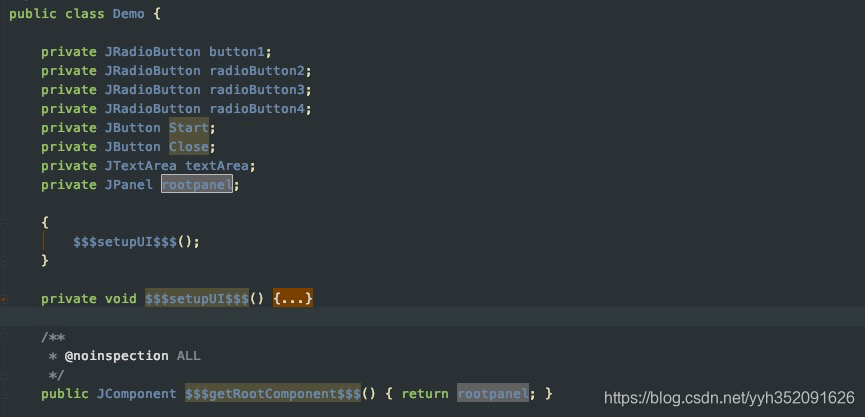 public class Demo {
private JRadioButton button1;
private JRadioButton radioButton2;
private JRadioButton radioButton3;
private JRadioButton radioButton4;
private JButton Start;
private JButton Close;
private JTextArea textArea;
private JPanel rootpanel;
{
$$$setupUI$$$();
}
private void $$$setupUI$$$() {...}
/**
* @noinspection ALL
*/
public JComponent $$$getRootComponent$$$() { return rootpanel; }
https://blog.csdn.net/yyh352091626